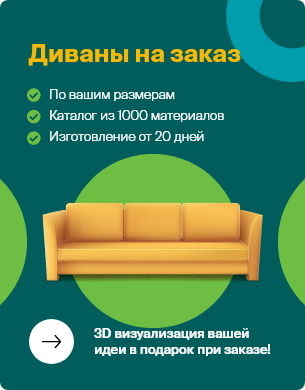 Диваны на заказ
По вашим размерам
Каталог из 1000 материалов
Изготовление от 20 дней
3D визуализация вашей
идеи в подарок при заказе!